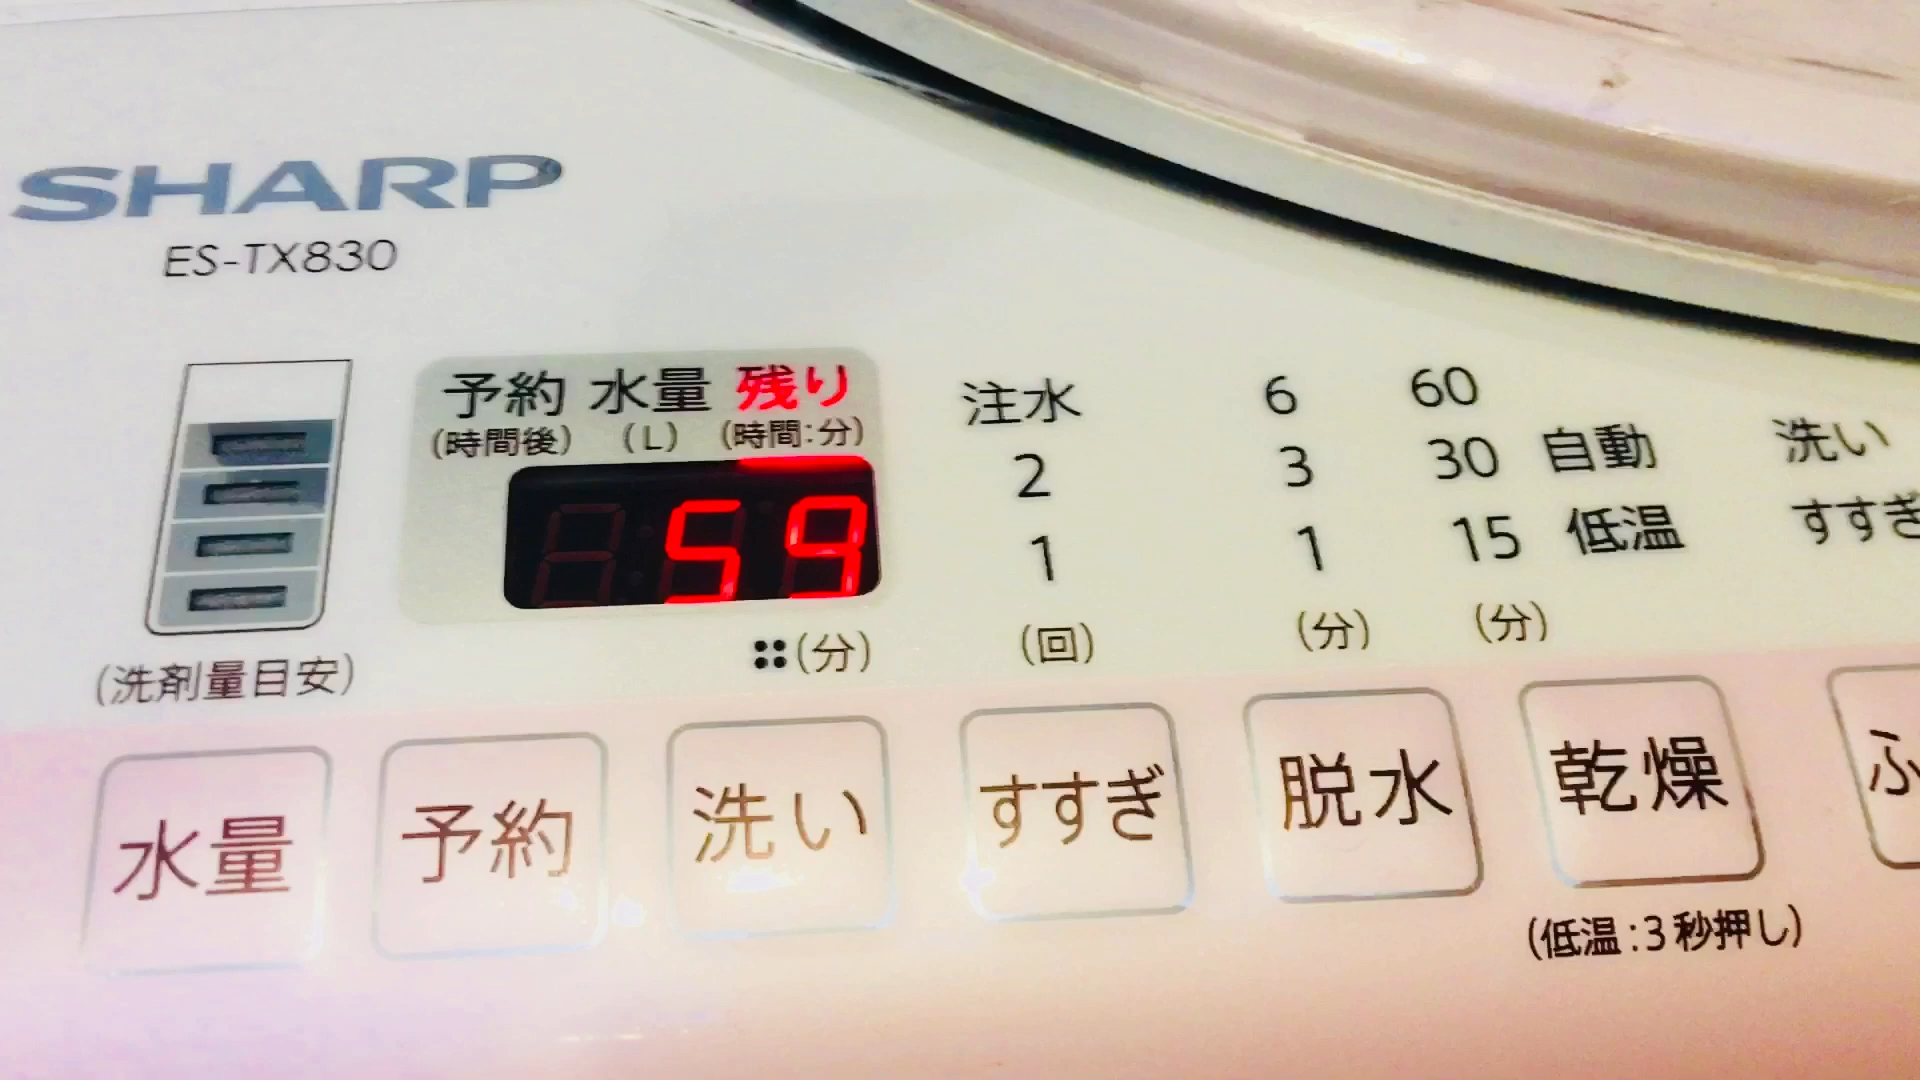 SHARP
ES-TX830
予約 水量 残り
(時間後) (L) (時間:分)
59
(分)
(洗剤量目安)
注水
2
1
(回)
6
3
1
(分)
60
30
15
(分)
自動
低温
洗い
すすぎ
水量
予約
洗い
すすぎ
脱水
乾燥
ふ
(低温:3秒押し)